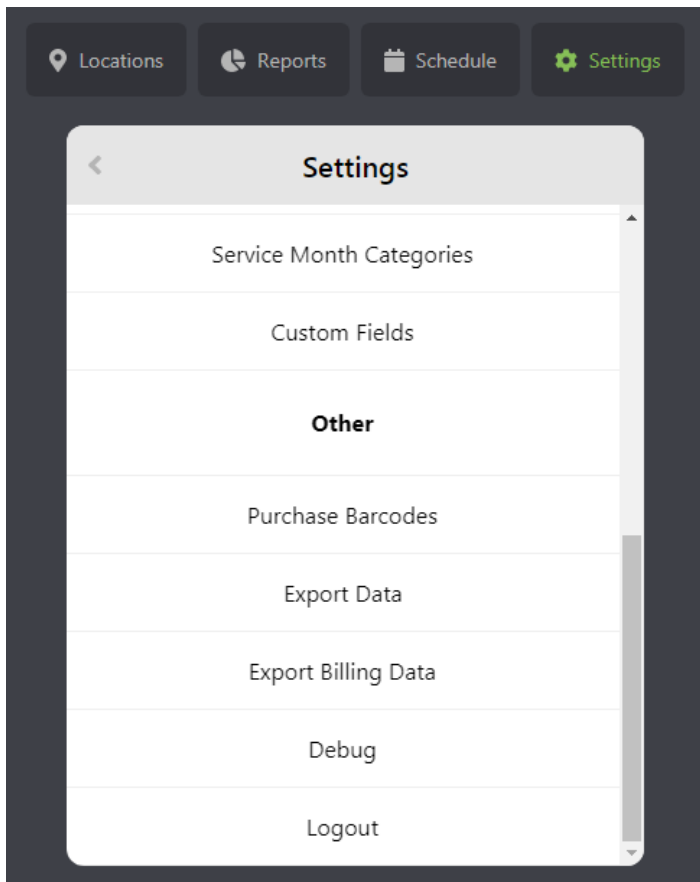 Locations
Reports
Schedule
Settings
Settings
Service Month Categories
Custom Fields
Other
Purchase Barcodes
Export Data
Export Billing Data
Debug
Logout